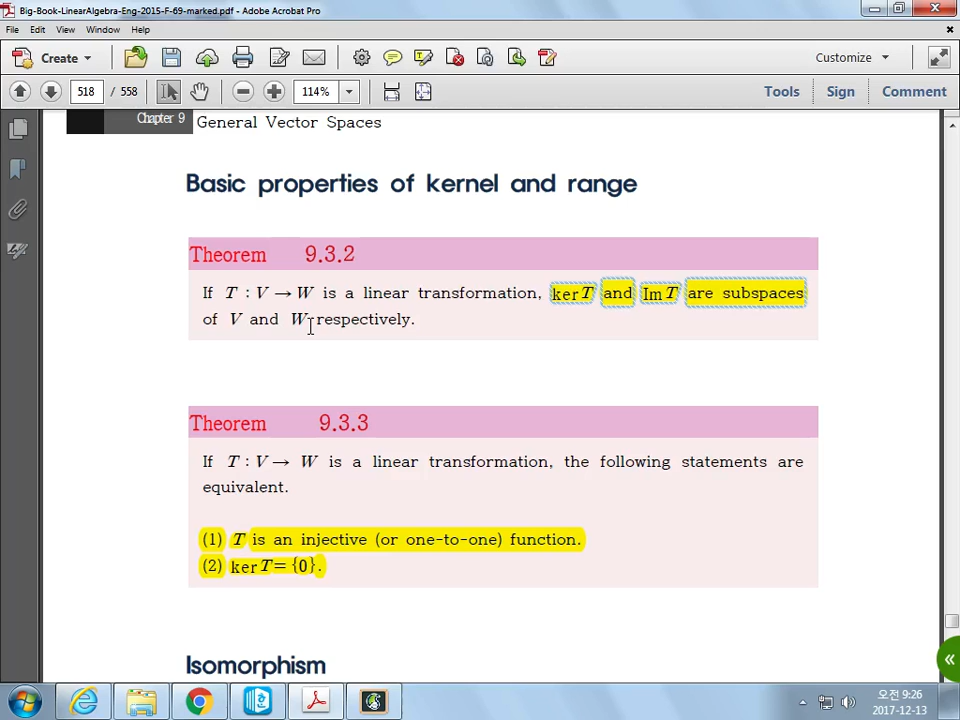 Big-Book-LinearAlgebra-Eng-2015-F-69-marked.pdf - Adobe Acrobat Pro
File Edit View Window Help
Create
Customize
518 / 558
114%
Tools Sign Comment
Chapter 9 General Vector Spaces
Basic properties of kernel and range
Theorem 9.3.2
If T : V → W is a linear transformation, ker T and Im T are subspaces
of V and W respectively.
Theorem 9.3.3
If T : V → W is a linear transformation, the following statements are
equivalent.
(1) T is an injective (or one-to-one) function.
(2) ker T = {0}.
Isomorphism
오전 9:26
2017-12-13